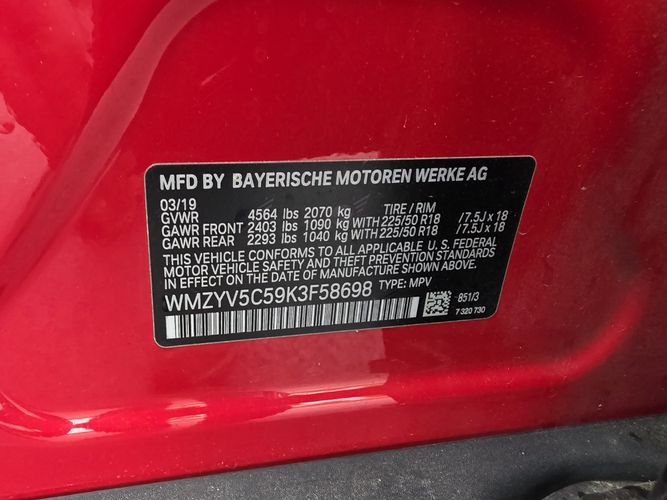 MFD BY BAYERISCHE MOTOREN WERKE AG
03/19
GVWR 4564 lbs 2070 kg TIRE / RIM
GAWR FRONT 2403 lbs 1090 kg WITH 225/50 R18 /7.5J x 18
GAWR REAR 2293 lbs 1040 kg WITH 225/50 R18 /7.5J x 18
THIS VEHICLE CONFORMS TO ALL APPLICABLE U. S. FEDERAL
MOTOR VEHICLE SAFETY AND THEFT PREVENTION STANDARDS
IN EFFECT ON THE DATE OF MANUFACTURE SHOWN ABOVE.
WMZYV5C59K3F58698 TYPE: MPV
851/3
7 320 730